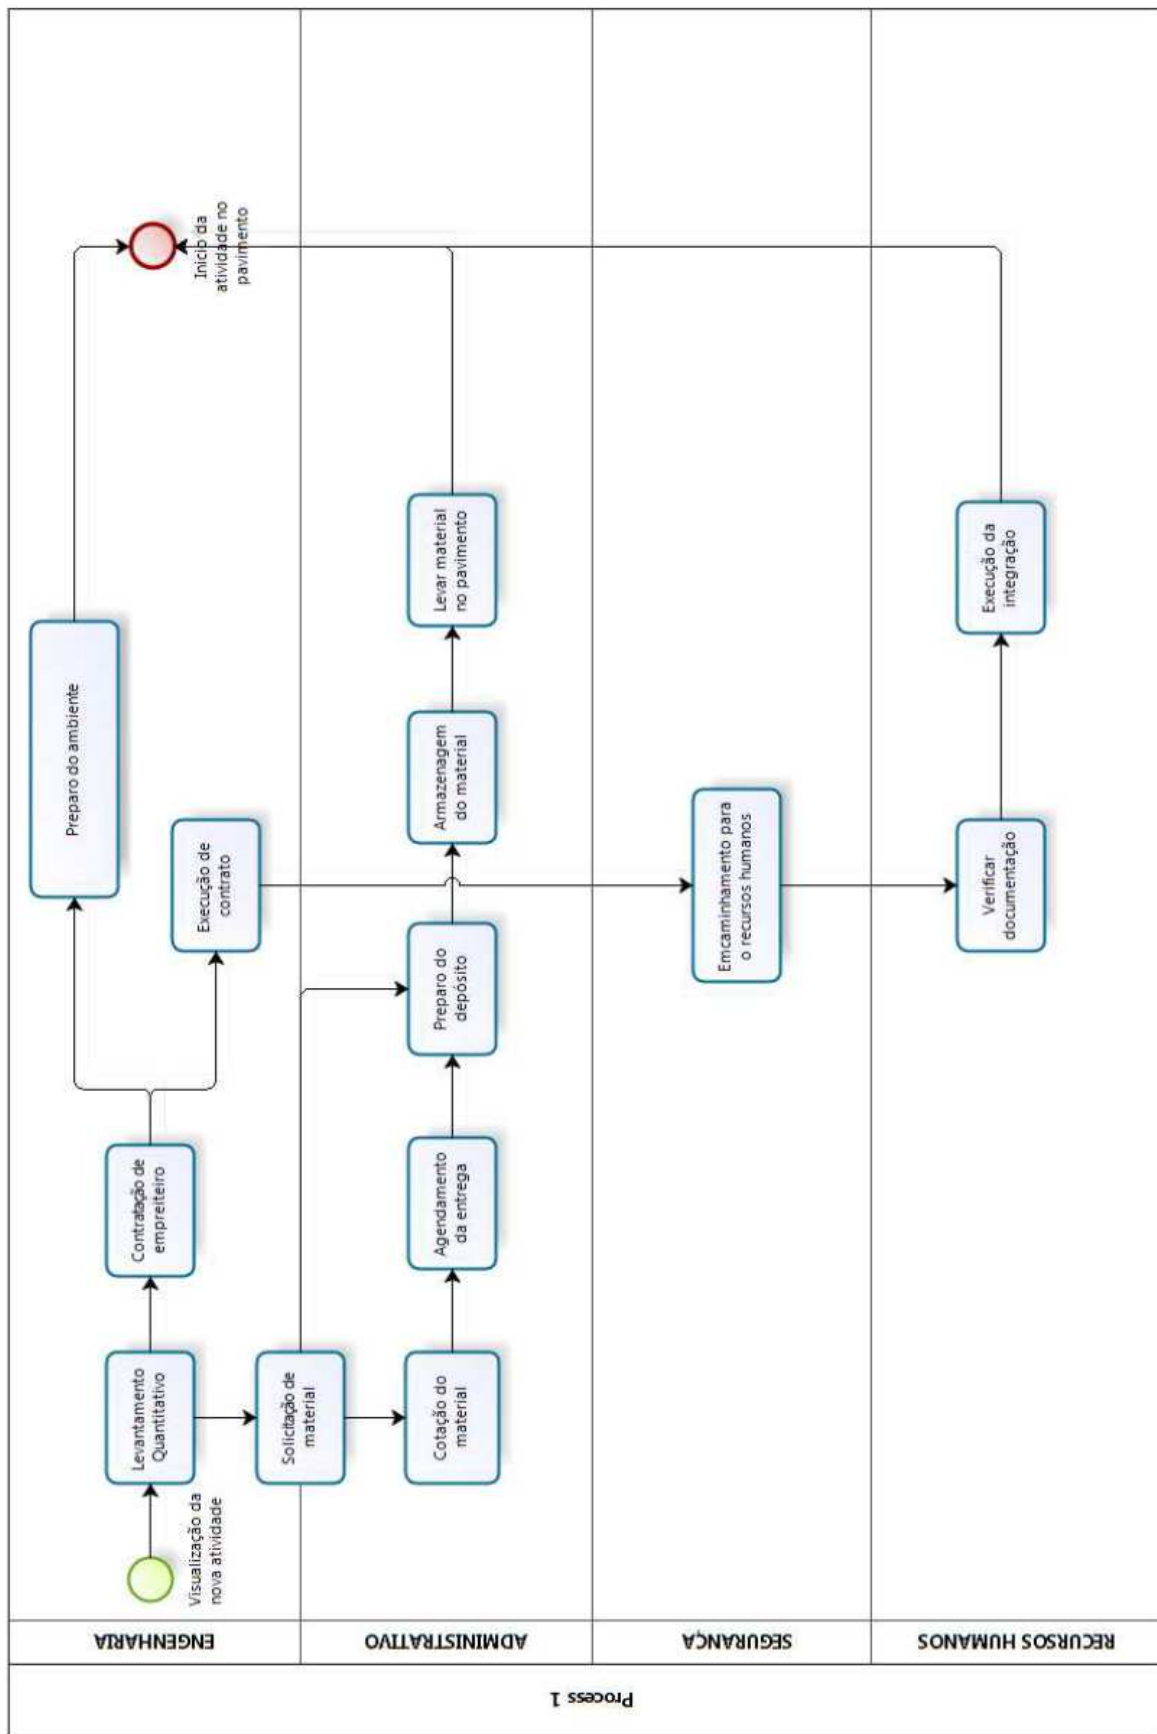 Process 1
ENGENHARIA
Visualização da
nova atividade
Levantamento
Quantitativo
Contratação de
empreiteiro
Preparo do ambiente
Execução de
contrato
Inicio da
atividade no
pavimento
ADMINISTRATIVO
Solicitação de
material
Cotação do
material
Agendamento
da entrega
Preparo do
depósito
Armazenagem
do material
Levar material
no pavimento
SEGURANÇA
Emcaminhamento para
o recursos humanos
RECURSOS HUMANOS
Verificar
documentação
Execução da
integração